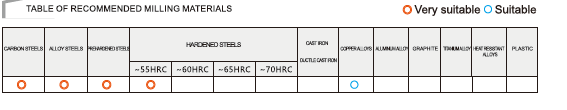 TABLE OF RECOMMENDED MILLING MATERIALS
Very suitable Suitable
CARBON STEELS ALLOY STEELS PREHARDENED STEELS HARDENED STEELS CAST IRON DUCTILE CAST IRON COPPER ALLOYS ALUMINUM ALLOY GRAPHITE TITANIUM ALLOY HEAT RESISTANT ALLOYS PLASTIC
~55HRC ~60HRC ~65HRC ~70HRC